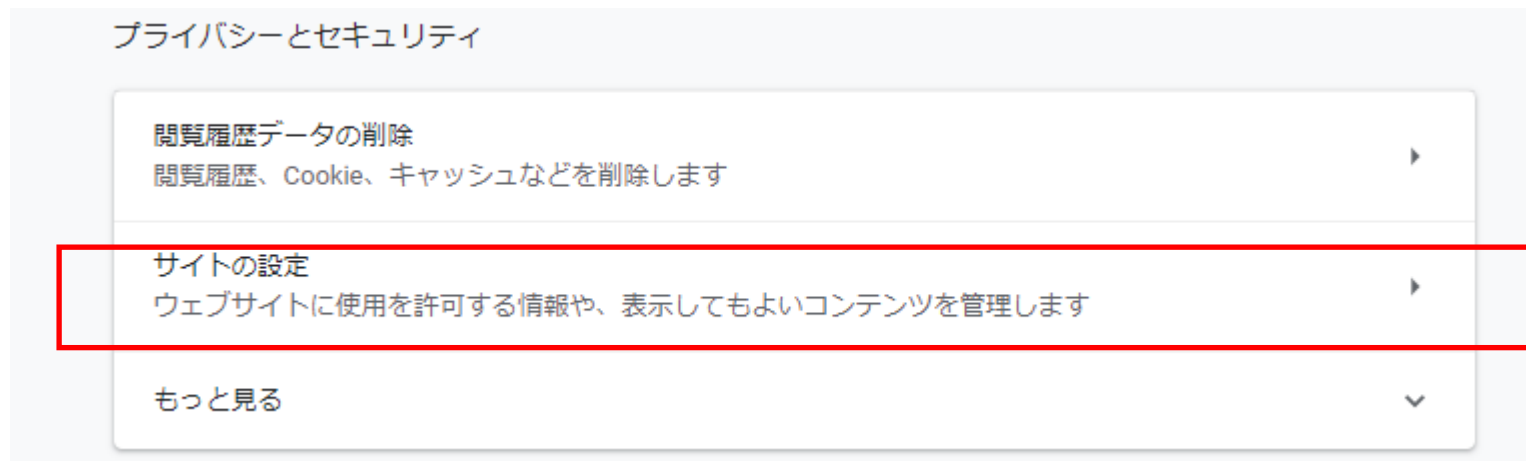 プライバシーとセキュリティ
閲覧履歴データの削除
閲覧履歴、Cookie、キャッシュなどを削除します
サイトの設定
ウェブサイトに使用を許可する情報や、表示してもよいコンテンツを管理します
もっと見る